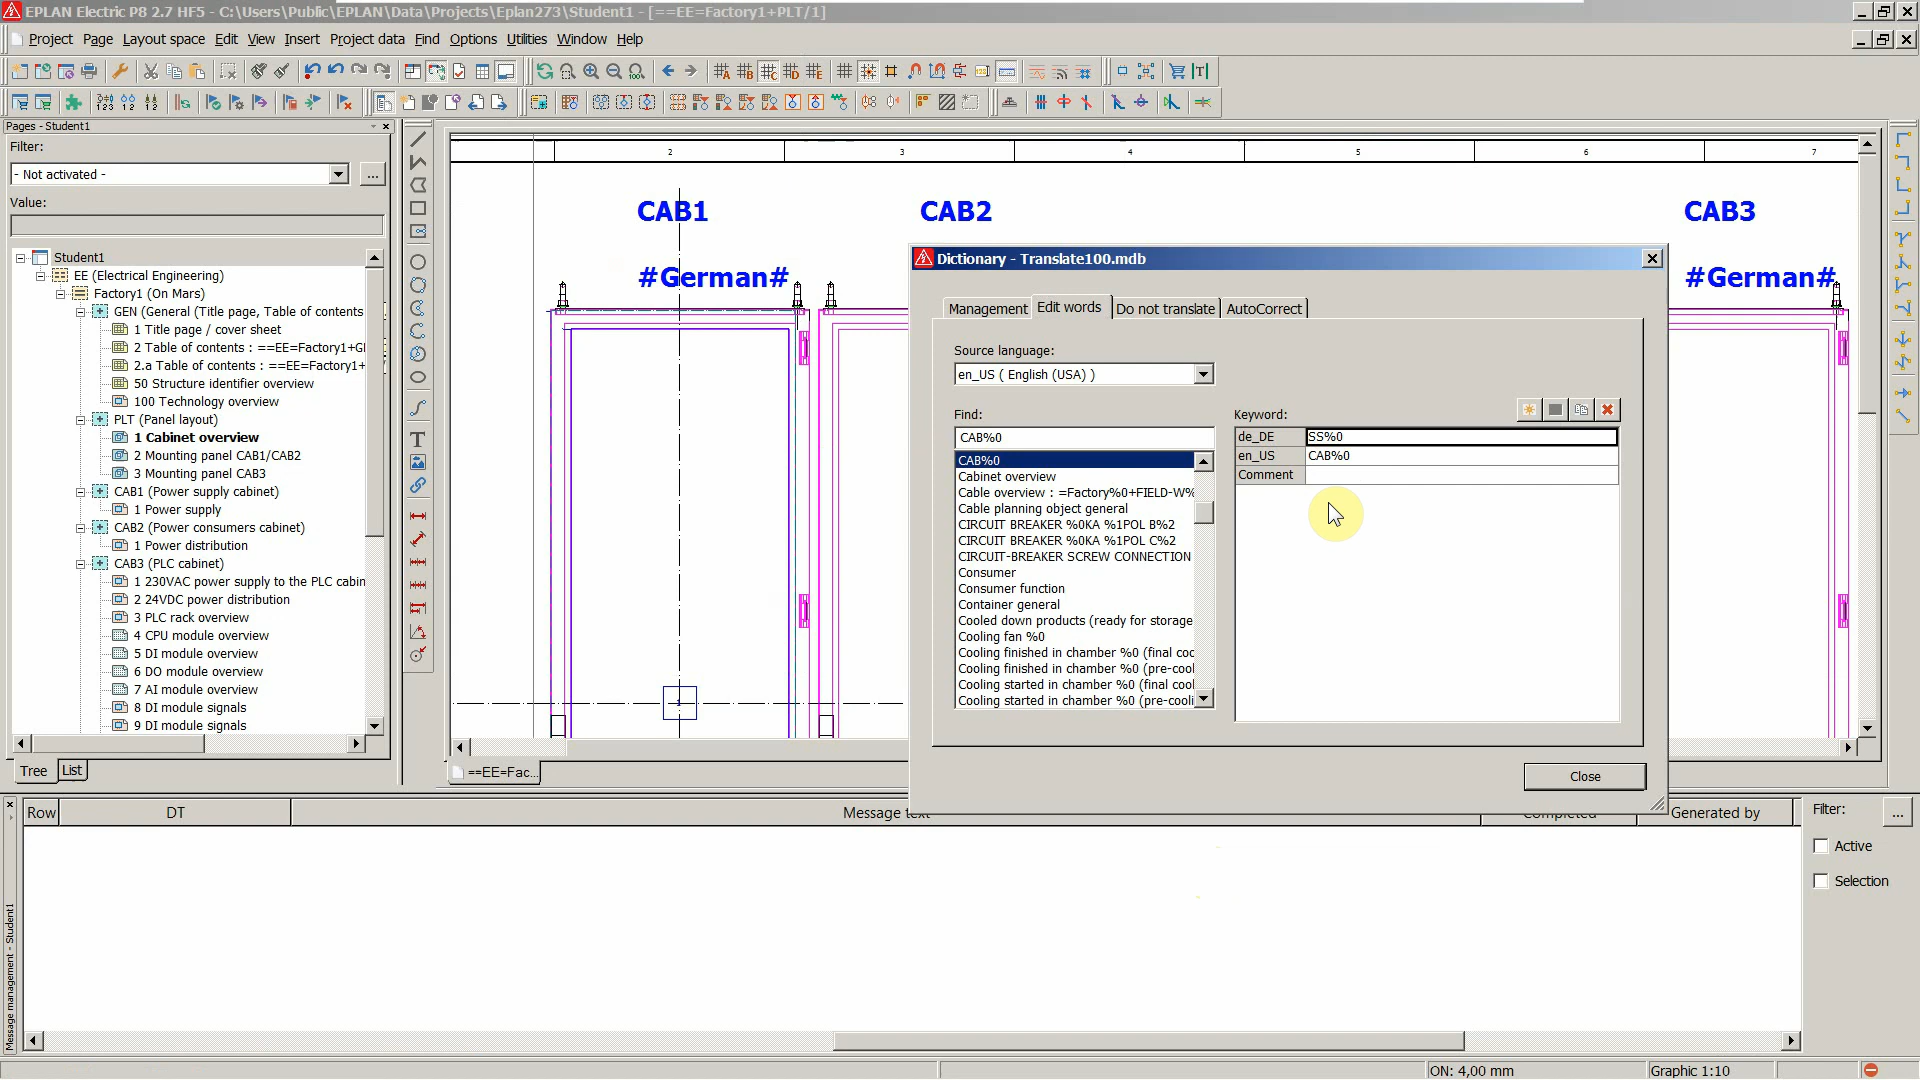 EPLAN Electric P8 2.7 HF5 - C:\Users\Public\EPLAN\Data\Projects\Eplan273\Student1 - [==EE=Factory1+PLT/1]
Project Page Layout space Edit View Insert Project data Find Options Utilities Window Help
Pages - Student1
Filter:
- Not activated -
...
Value:
Student1
EE (Electrical Engineering)
Factory1 (On Mars)
GEN (General (Title page, Table of contents
1 Title page / cover sheet
2 Table of contents : ==EE=Factory1+G
2.a Table of contents : ==EE=Factory1+
50 Structure identifier overview
100 Technology overview
PLT (Panel layout)
1 Cabinet overview
2 Mounting panel CAB1/CAB2
3 Mounting panel CAB3
CAB1 (Power supply cabinet)
1 Power supply
CAB2 (Power consumers cabinet)
1 Power distribution
CAB3 (PLC cabinet)
1 230VAC power supply to the PLC cabin
2 24VDC power distribution
3 PLC rack overview
4 CPU module overview
5 DI module overview
6 DO module overview
7 AI module overview
8 DI module signals
9 DI module signals
Tree List
2 3 4 5 6 7
CAB1 CAB2 CAB3
#German# #German#
1
==EE=Fac...
Dictionary - Translate100.mdb
Management Edit words Do not translate AutoCorrect
Source language:
en_US ( English (USA) )
Find:
CAB%0
CAB%0
Cabinet overview
Cable overview : =Factory%0+FIELD-W%
Cable planning object general
CIRCUIT BREAKER %0KA %1POL B%2
CIRCUIT BREAKER %0KA %1POL C%2
CIRCUIT-BREAKER SCREW CONNECTION
Consumer
Consumer function
Container general
Cooled down products (ready for storage
Cooling fan %0
Cooling finished in chamber %0 (final coo
Cooling finished in chamber %0 (pre-cool
Cooling started in chamber %0 (final cool
Cooling started in chamber %0 (pre-cooli
Keyword:
de_DE SS%0
en_US CAB%0
Comment
Close
Row DT Message text Completed Generated by
Filter:
...
Active
Selection
Message management - Student1
ON: 4,00 mm
Graphic 1:10